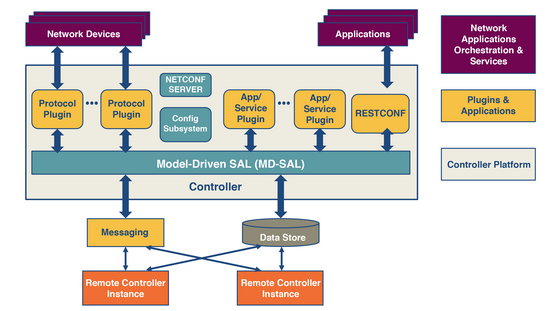 Network Devices
Applications
Network
Applications
Orchestration &
Services
NETCONF
SERVER
Protocol
Plugin
•••
Protocol
Plugin
Config
Subsystem
App/
Service
Plugin
•••
App/
Service
Plugin
RESTCONF
Plugins &
Applications
Model-Driven SAL (MD-SAL)
Controller
Controller Platform
Messaging
Data Store
Remote Controller
Instance
Remote Controller
Instance